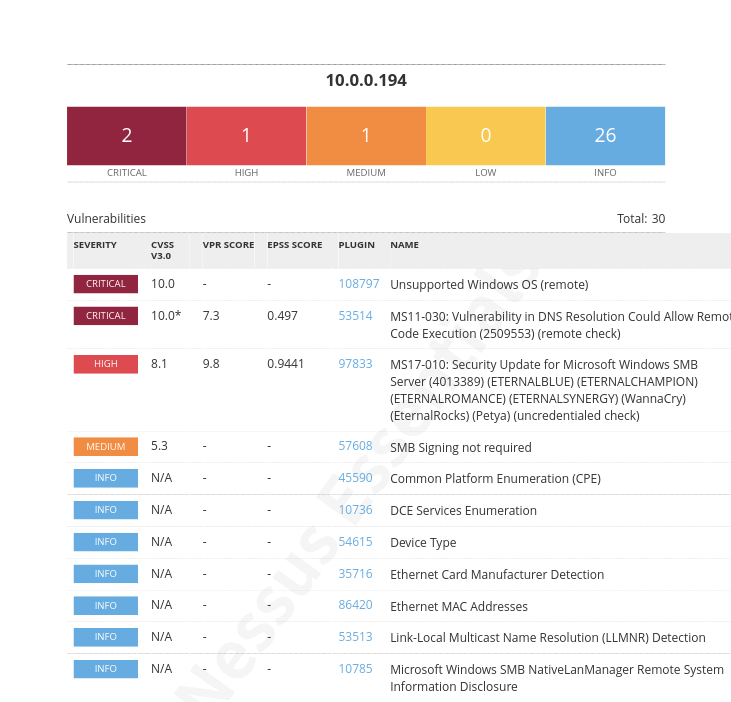 10.0.0.194
2 1 1 0 26
CRITICAL HIGH MEDIUM LOW INFO
Vulnerabilities Total: 30
SEVERITY CVSS V3.0 VPR SCORE EPSS SCORE PLUGIN NAME
CRITICAL 10.0 - - 108797 Unsupported Windows OS (remote)
CRITICAL 10.0* 7.3 0.497 53514 MS11-030: Vulnerability in DNS Resolution Could Allow Remot
Code Execution (2509553) (remote check)
HIGH 8.1 9.8 0.9441 97833 MS17-010: Security Update for Microsoft Windows SMB
Server (4013389) (ETERNALBLUE) (ETERNALCHAMPION)
(ETERNALROMANCE) (ETERNALSYNERGY) (WannaCry)
(EternalRocks) (Petya) (uncredentialed check)
MEDIUM 5.3 - - 57608 SMB Signing not required
INFO N/A - - 45590 Common Platform Enumeration (CPE)
INFO N/A - - 10736 DCE Services Enumeration
INFO N/A - - 54615 Device Type
INFO N/A - - 35716 Ethernet Card Manufacturer Detection
INFO N/A - - 86420 Ethernet MAC Addresses
INFO N/A - - 53513 Link-Local Multicast Name Resolution (LLMNR) Detection
INFO N/A - - 10785 Microsoft Windows SMB NativeLanManager Remote System
Information Disclosure
Nessus Essentials